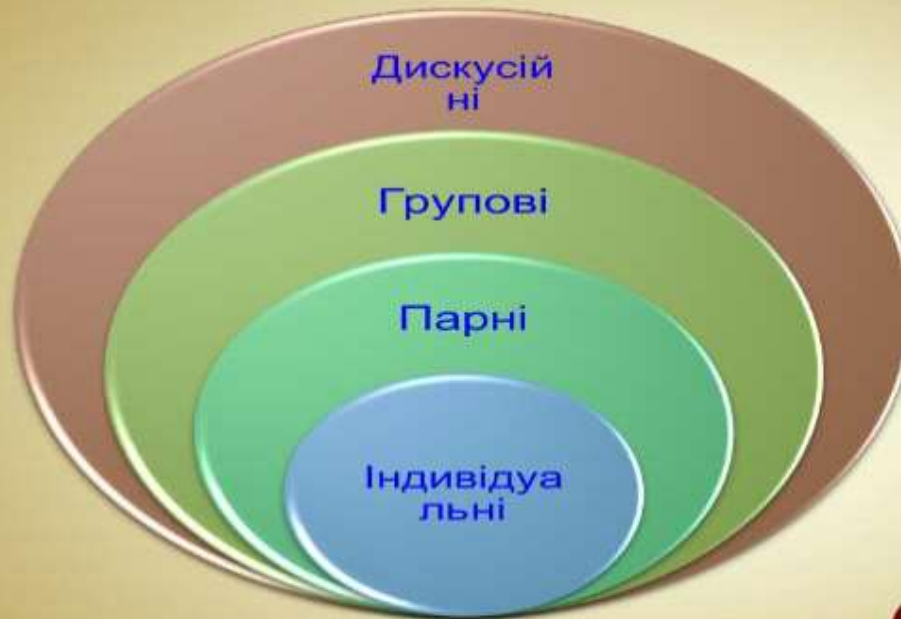 Дискусій
ні
Групові
Парні
Індивідуа
льні